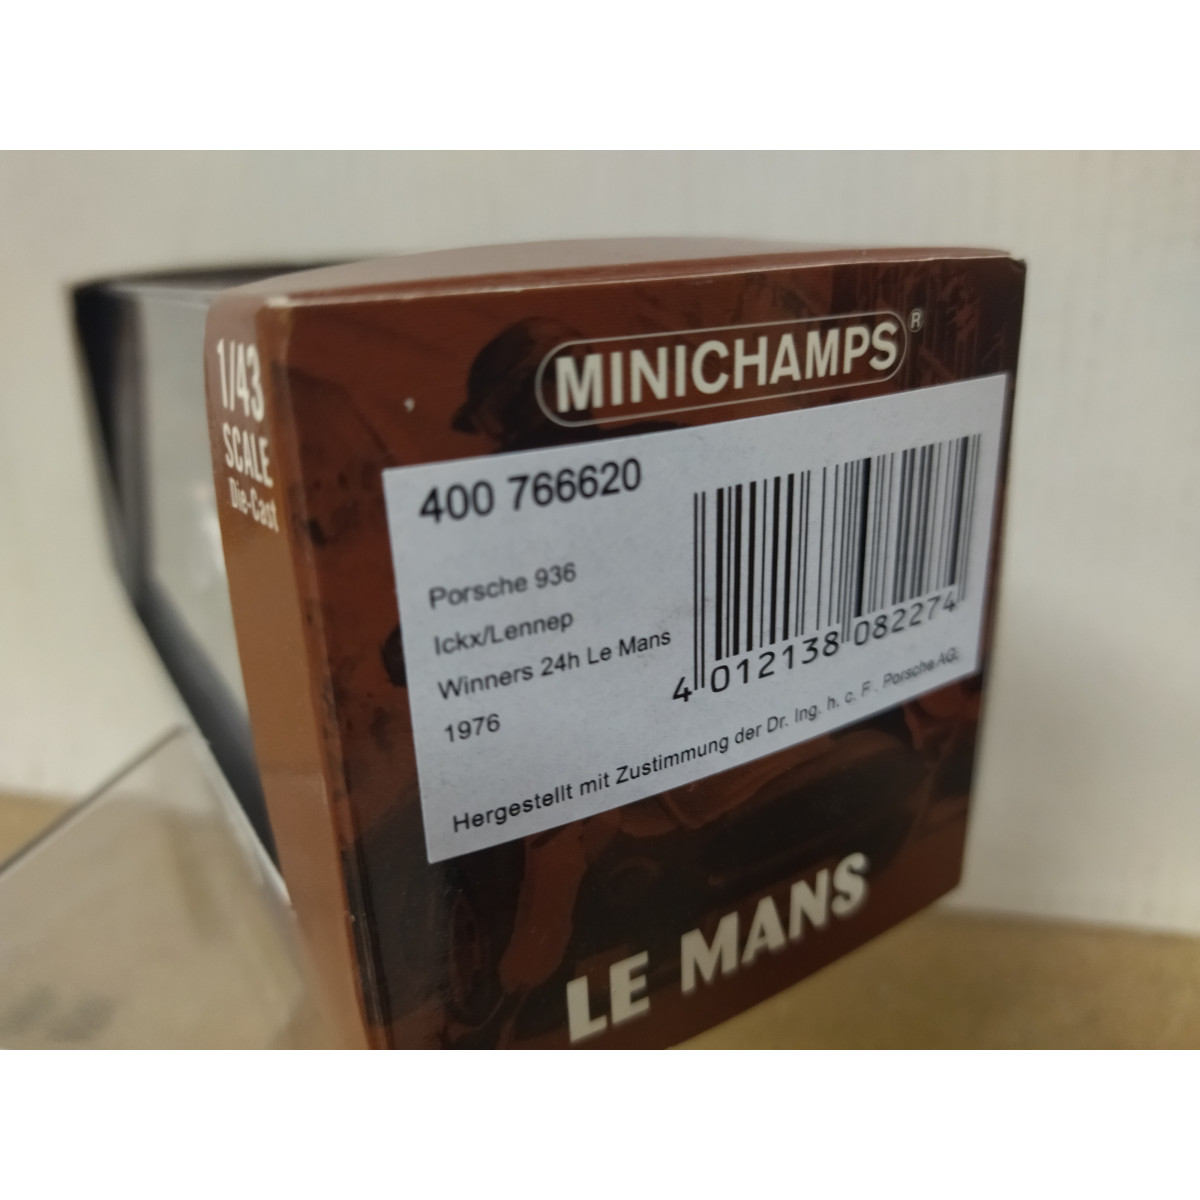 MINICHAMPS®
1/43
SCALE
Die-Cast
400 766620
Porsche 936
Ickx/Lennep
Winners 24h Le Mans
1976
4 012138 082274
Hergestellt mit Zustimmung der Dr. Ing. h. c. F. Porsche AG.
LE MANS